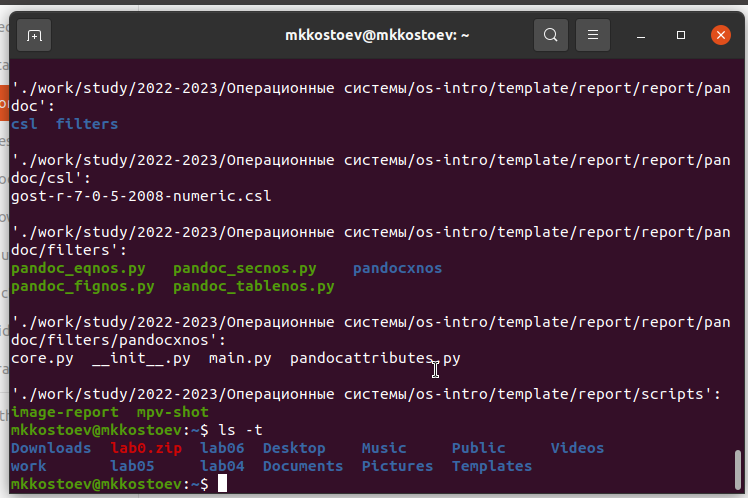 mkkostoev@mkkostoev: ~
'./work/study/2022-2023/Операционные системы/os-intro/template/report/report/pan
doc':
csl  filters
'./work/study/2022-2023/Операционные системы/os-intro/template/report/report/pan
doc/csl':
gost-r-7-0-5-2008-numeric.csl
'./work/study/2022-2023/Операционные системы/os-intro/template/report/report/pan
doc/filters':
pandoc_eqnos.py   pandoc_secnos.py    pandocxnos
pandoc_fignos.py  pandoc_tablenos.py
'./work/study/2022-2023/Операционные системы/os-intro/template/report/report/pan
doc/filters/pandocxnos':
core.py  __init__.py  main.py  pandocattributes.py
'./work/study/2022-2023/Операционные системы/os-intro/template/report/scripts':
image-report  mpv-shot
mkkostoev@mkkostoev:~$ ls -t
Downloads  lab0.zip  lab06  Desktop    Music     Public     Videos
work       lab05     lab04  Documents  Pictures  Templates
mkkostoev@mkkostoev:~$